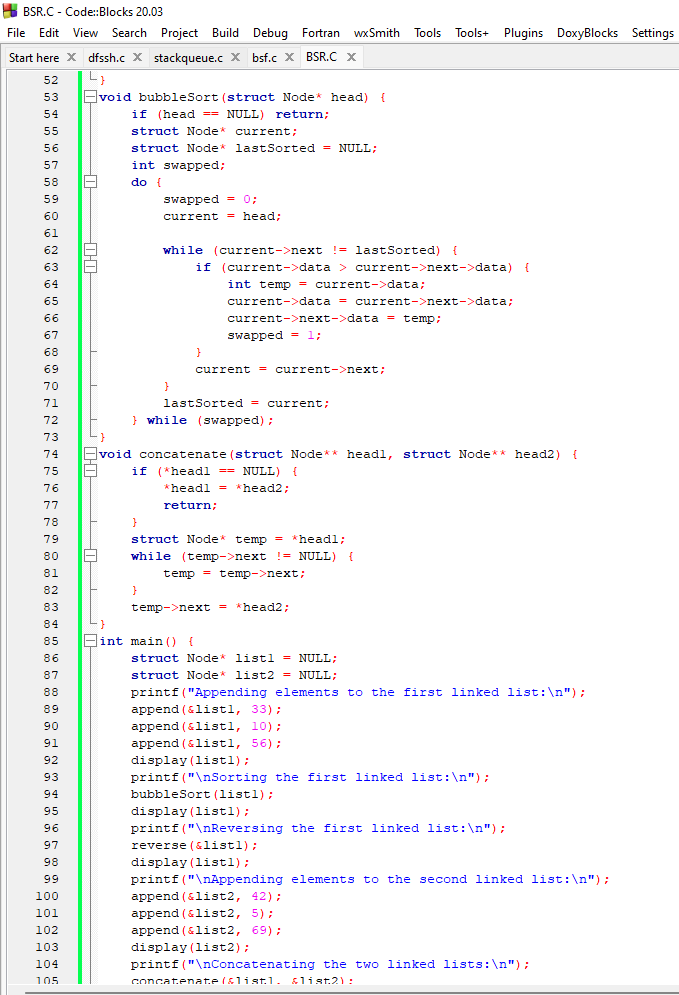 BSR.C - Code::Blocks 20.03
File Edit View Search Project Build Debug Fortran wxSmith Tools Tools+ Plugins DoxyBlocks Settings
Start here dfssh.c stackqueue.c bsf.c BSR.C
52 }
53 void bubbleSort(struct Node* head) {
54     if (head == NULL) return;
55     struct Node* current;
56     struct Node* lastSorted = NULL;
57     int swapped;
58     do {
59         swapped = 0;
60         current = head;
61
62         while (current->next != lastSorted) {
63             if (current->data > current->next->data) {
64                 int temp = current->data;
65                 current->data = current->next->data;
66                 current->next->data = temp;
67                 swapped = 1;
68             }
69             current = current->next;
70         }
71         lastSorted = current;
72     } while (swapped);
73 }
74 void concatenate(struct Node** head1, struct Node** head2) {
75     if (*head1 == NULL) {
76         *head1 = *head2;
77         return;
78     }
79     struct Node* temp = *head1;
80     while (temp->next != NULL) {
81         temp = temp->next;
82     }
83     temp->next = *head2;
84 }
85 int main() {
86     struct Node* list1 = NULL;
87     struct Node* list2 = NULL;
88     printf("Appending elements to the first linked list:\n");
89     append(&list1, 33);
90     append(&list1, 10);
91     append(&list1, 56);
92     display(list1);
93     printf("\nSorting the first linked list:\n");
94     bubbleSort(list1);
95     display(list1);
96     printf("\nReversing the first linked list:\n");
97     reverse(&list1);
98     display(list1);
99     printf("\nAppending elements to the second linked list:\n");
100     append(&list2, 42);
101     append(&list2, 5);
102     append(&list2, 69);
103     display(list2);
104     printf("\nConcatenating the two linked lists:\n");
105     concatenate(&list1, &list2);